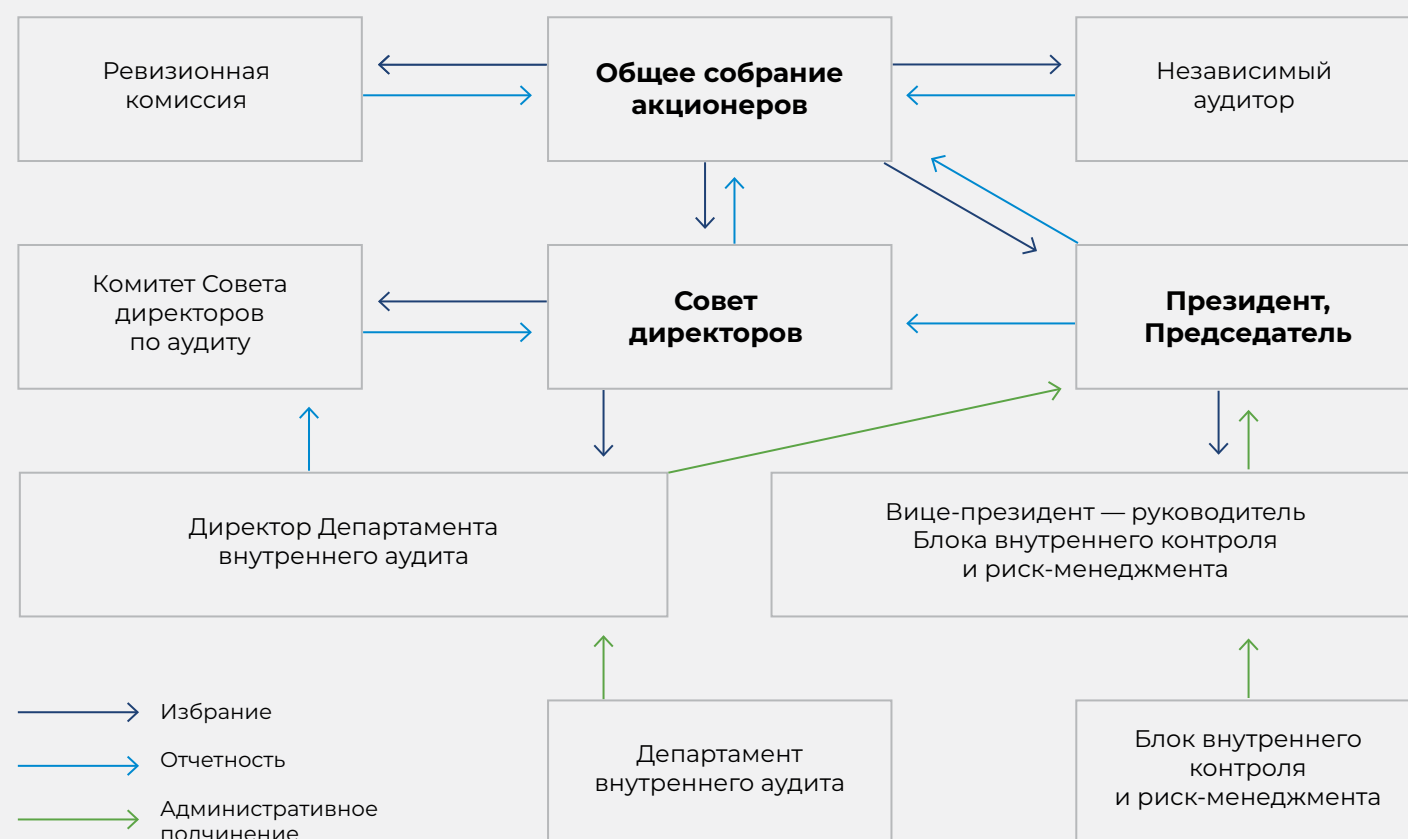 Ревизионная
комиссия
Общее собрание
акционеров
Независимый
аудитор
Комитет Совета
директоров
по аудиту
Совет
директоров
Президент,
Председатель
Директор Департамента
внутреннего аудита
Вице-президент — руководитель
Блока внутреннего контроля
и риск-менеджмента
Избрание
Отчетность
Административное
подчинение
Департамент
внутреннего аудита
Блок внутреннего
контроля
и риск-менеджмента